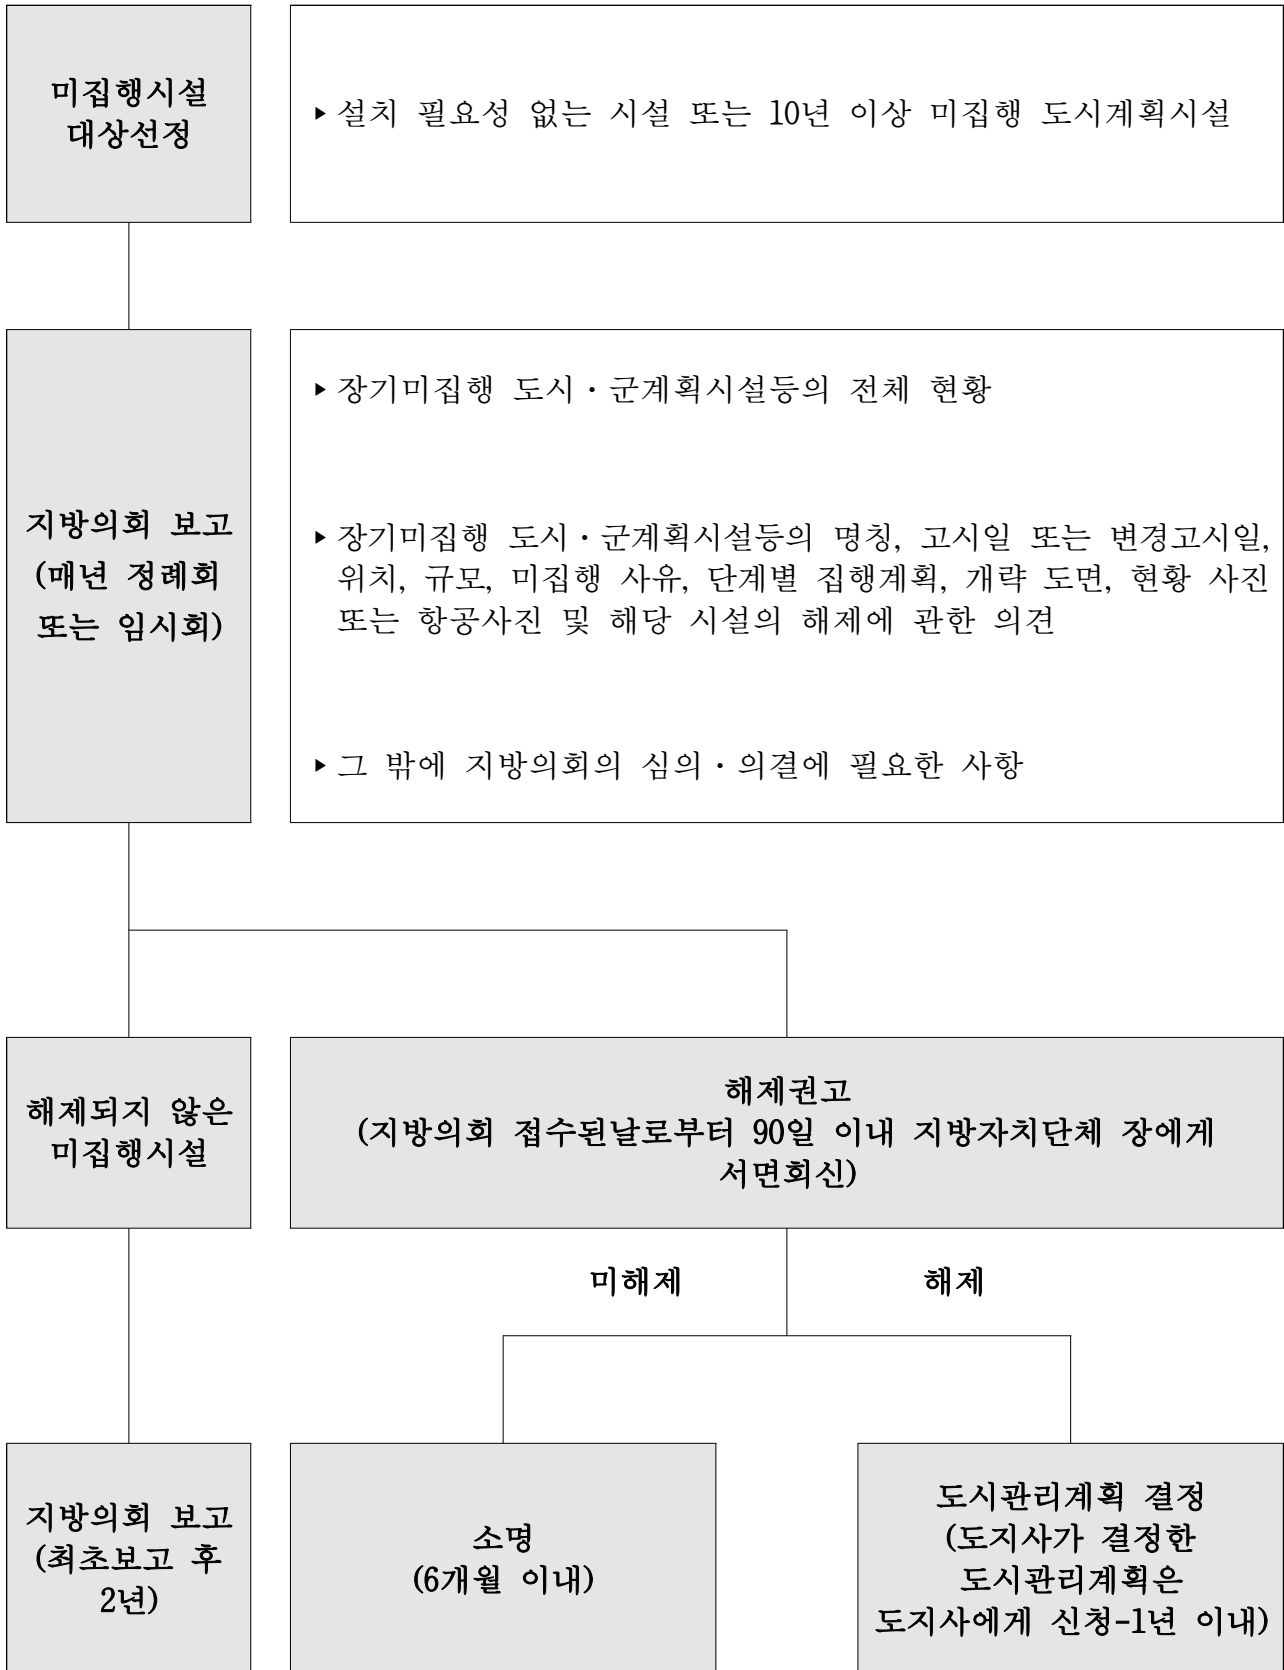 미집행시설
대상선정
▸설치 필요성 없는 시설 또는 10년 이상 미집행 도시계획시설
지방의회 보고
(매년 정례회
또는 임시회)
▸장기미집행 도시·군계획시설등의 전체 현황
▸장기미집행 도시·군계획시설등의 명칭, 고시일 또는 변경고시일,
위치, 규모, 미집행 사유, 단계별 집행계획, 개략 도면, 현황 사진
또는 항공사진 및 해당 시설의 해제에 관한 의견
▸그 밖에 지방의회의 심의·의결에 필요한 사항
해제되지 않은
미집행시설
해제권고
(지방의회 접수된날로부터 90일 이내 지방자치단체 장에게
서면회신)
미해제
해제
지방의회 보고
(최초보고 후
2년)
소명
(6개월 이내)
도시관리계획 결정
(도지사가 결정한
도시관리계획은
도지사에게 신청-1년 이내)